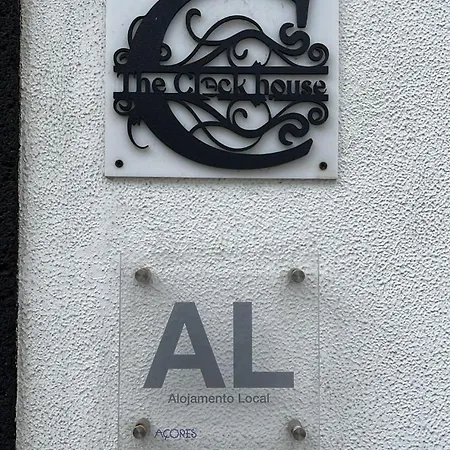 C
The Clock house
AL
Alojamento Local
AÇORES